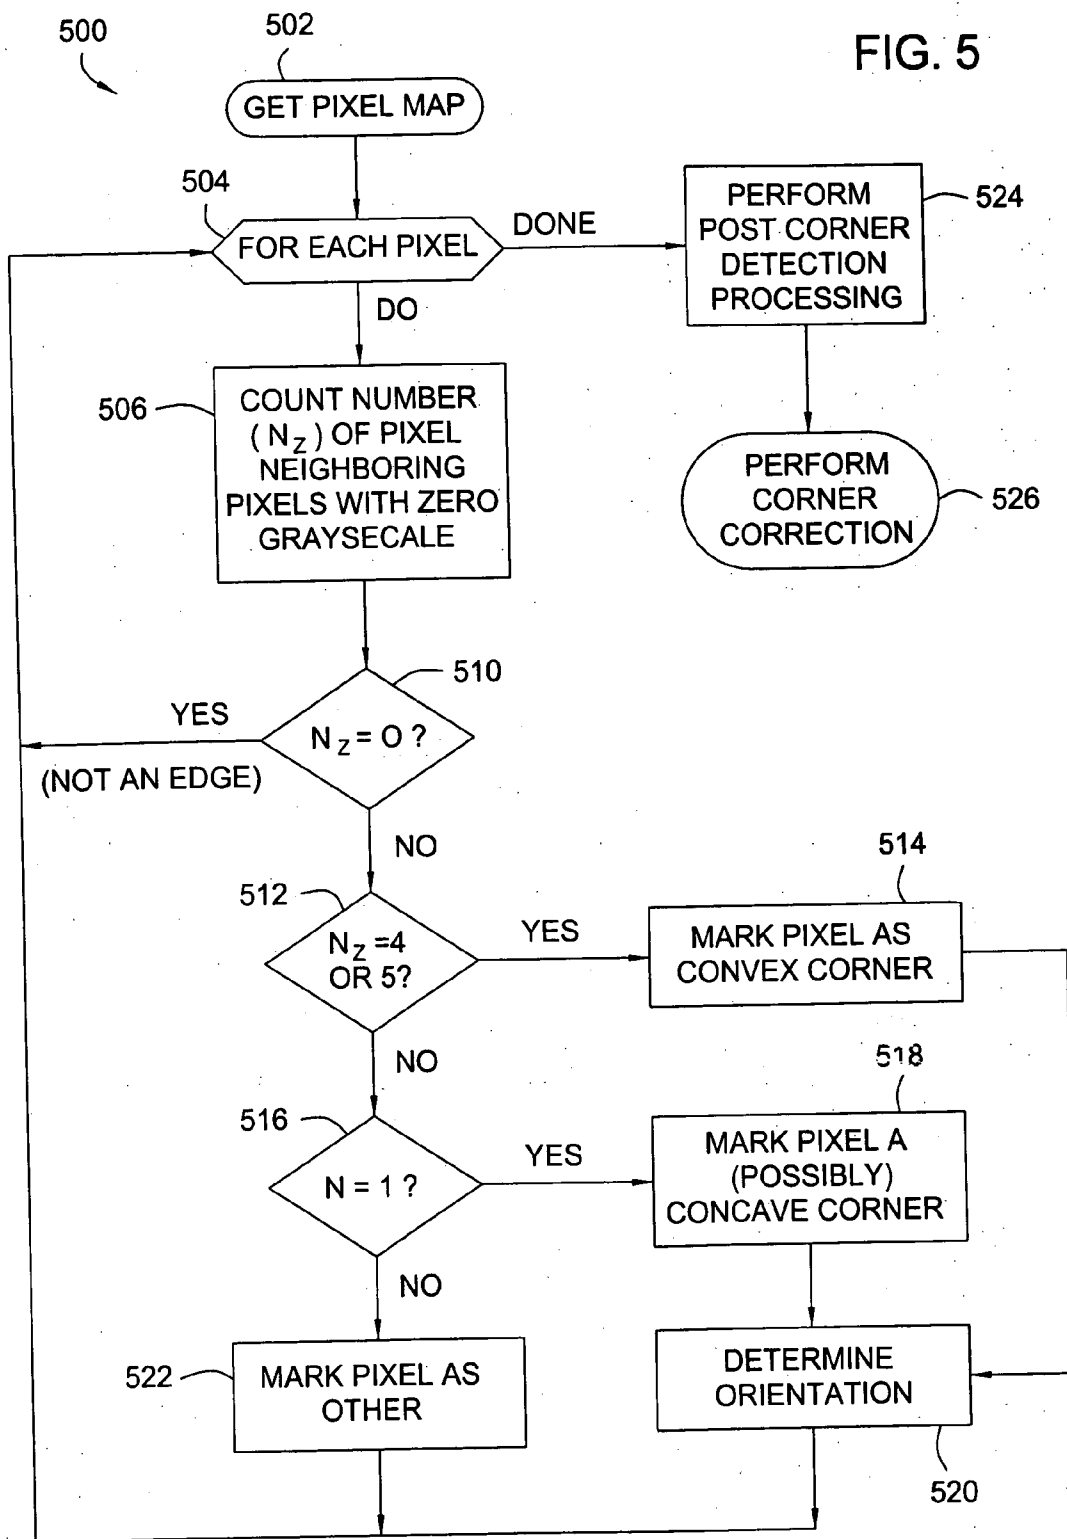 500
502
FIG. 5
GET PIXEL MAP
504
FOR EACH PIXEL
DONE
PERFORM
POST CORNER
DETECTION
PROCESSING
524
DO
506
COUNT NUMBER
( NZ ) OF PIXEL
NEIGHBORING
PIXELS WITH ZERO
GRAYSECALE
PERFORM
CORNER
CORRECTION
526
510
NZ = O ?
YES
(NOT AN EDGE)
NO
512
NZ =4
OR 5?
YES
514
MARK PIXEL AS
CONVEX CORNER
NO
516
N = 1 ?
YES
518
MARK PIXEL A
(POSSIBLY)
CONCAVE CORNER
NO
522
MARK PIXEL AS
OTHER
DETERMINE
ORIENTATION
520